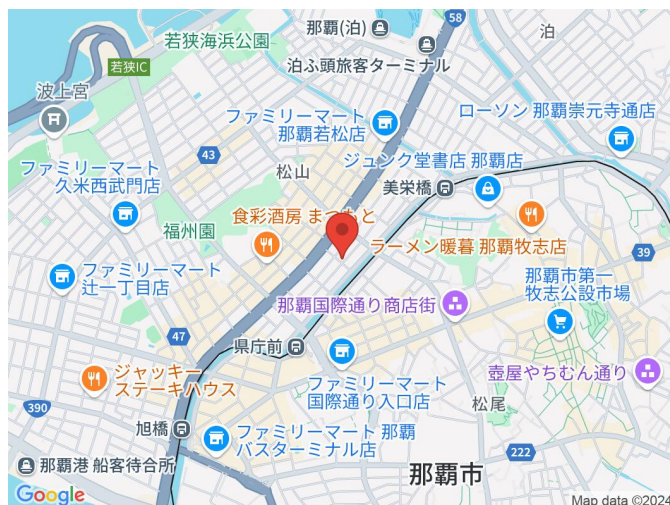 那覇(泊)
58
泊
若狭海浜公園
泊ふ頭旅客ターミナル
若狭IC
波上宮
ファミリーマート
那覇若松店
ローソン 那覇崇元寺通店
43
松山
ジュンク堂書店 那覇店
ファミリーマート
久米西武門店
美栄橋
福州園
食彩酒房 まつもと
ラーメン暖暮 那覇牧志店
39
ファミリーマート
辻一丁目店
那覇市第一
牧志公設市場
那覇国際通り商店街
47
県庁前
ジャッキー
ステーキハウス
ファミリーマート
国際通り入口店
壺屋やちむん通り
390
松尾
旭橋
ファミリーマート 那覇
バスターミナル店
222
那覇港 船客待合所
那覇市
Google
Map data ©2024